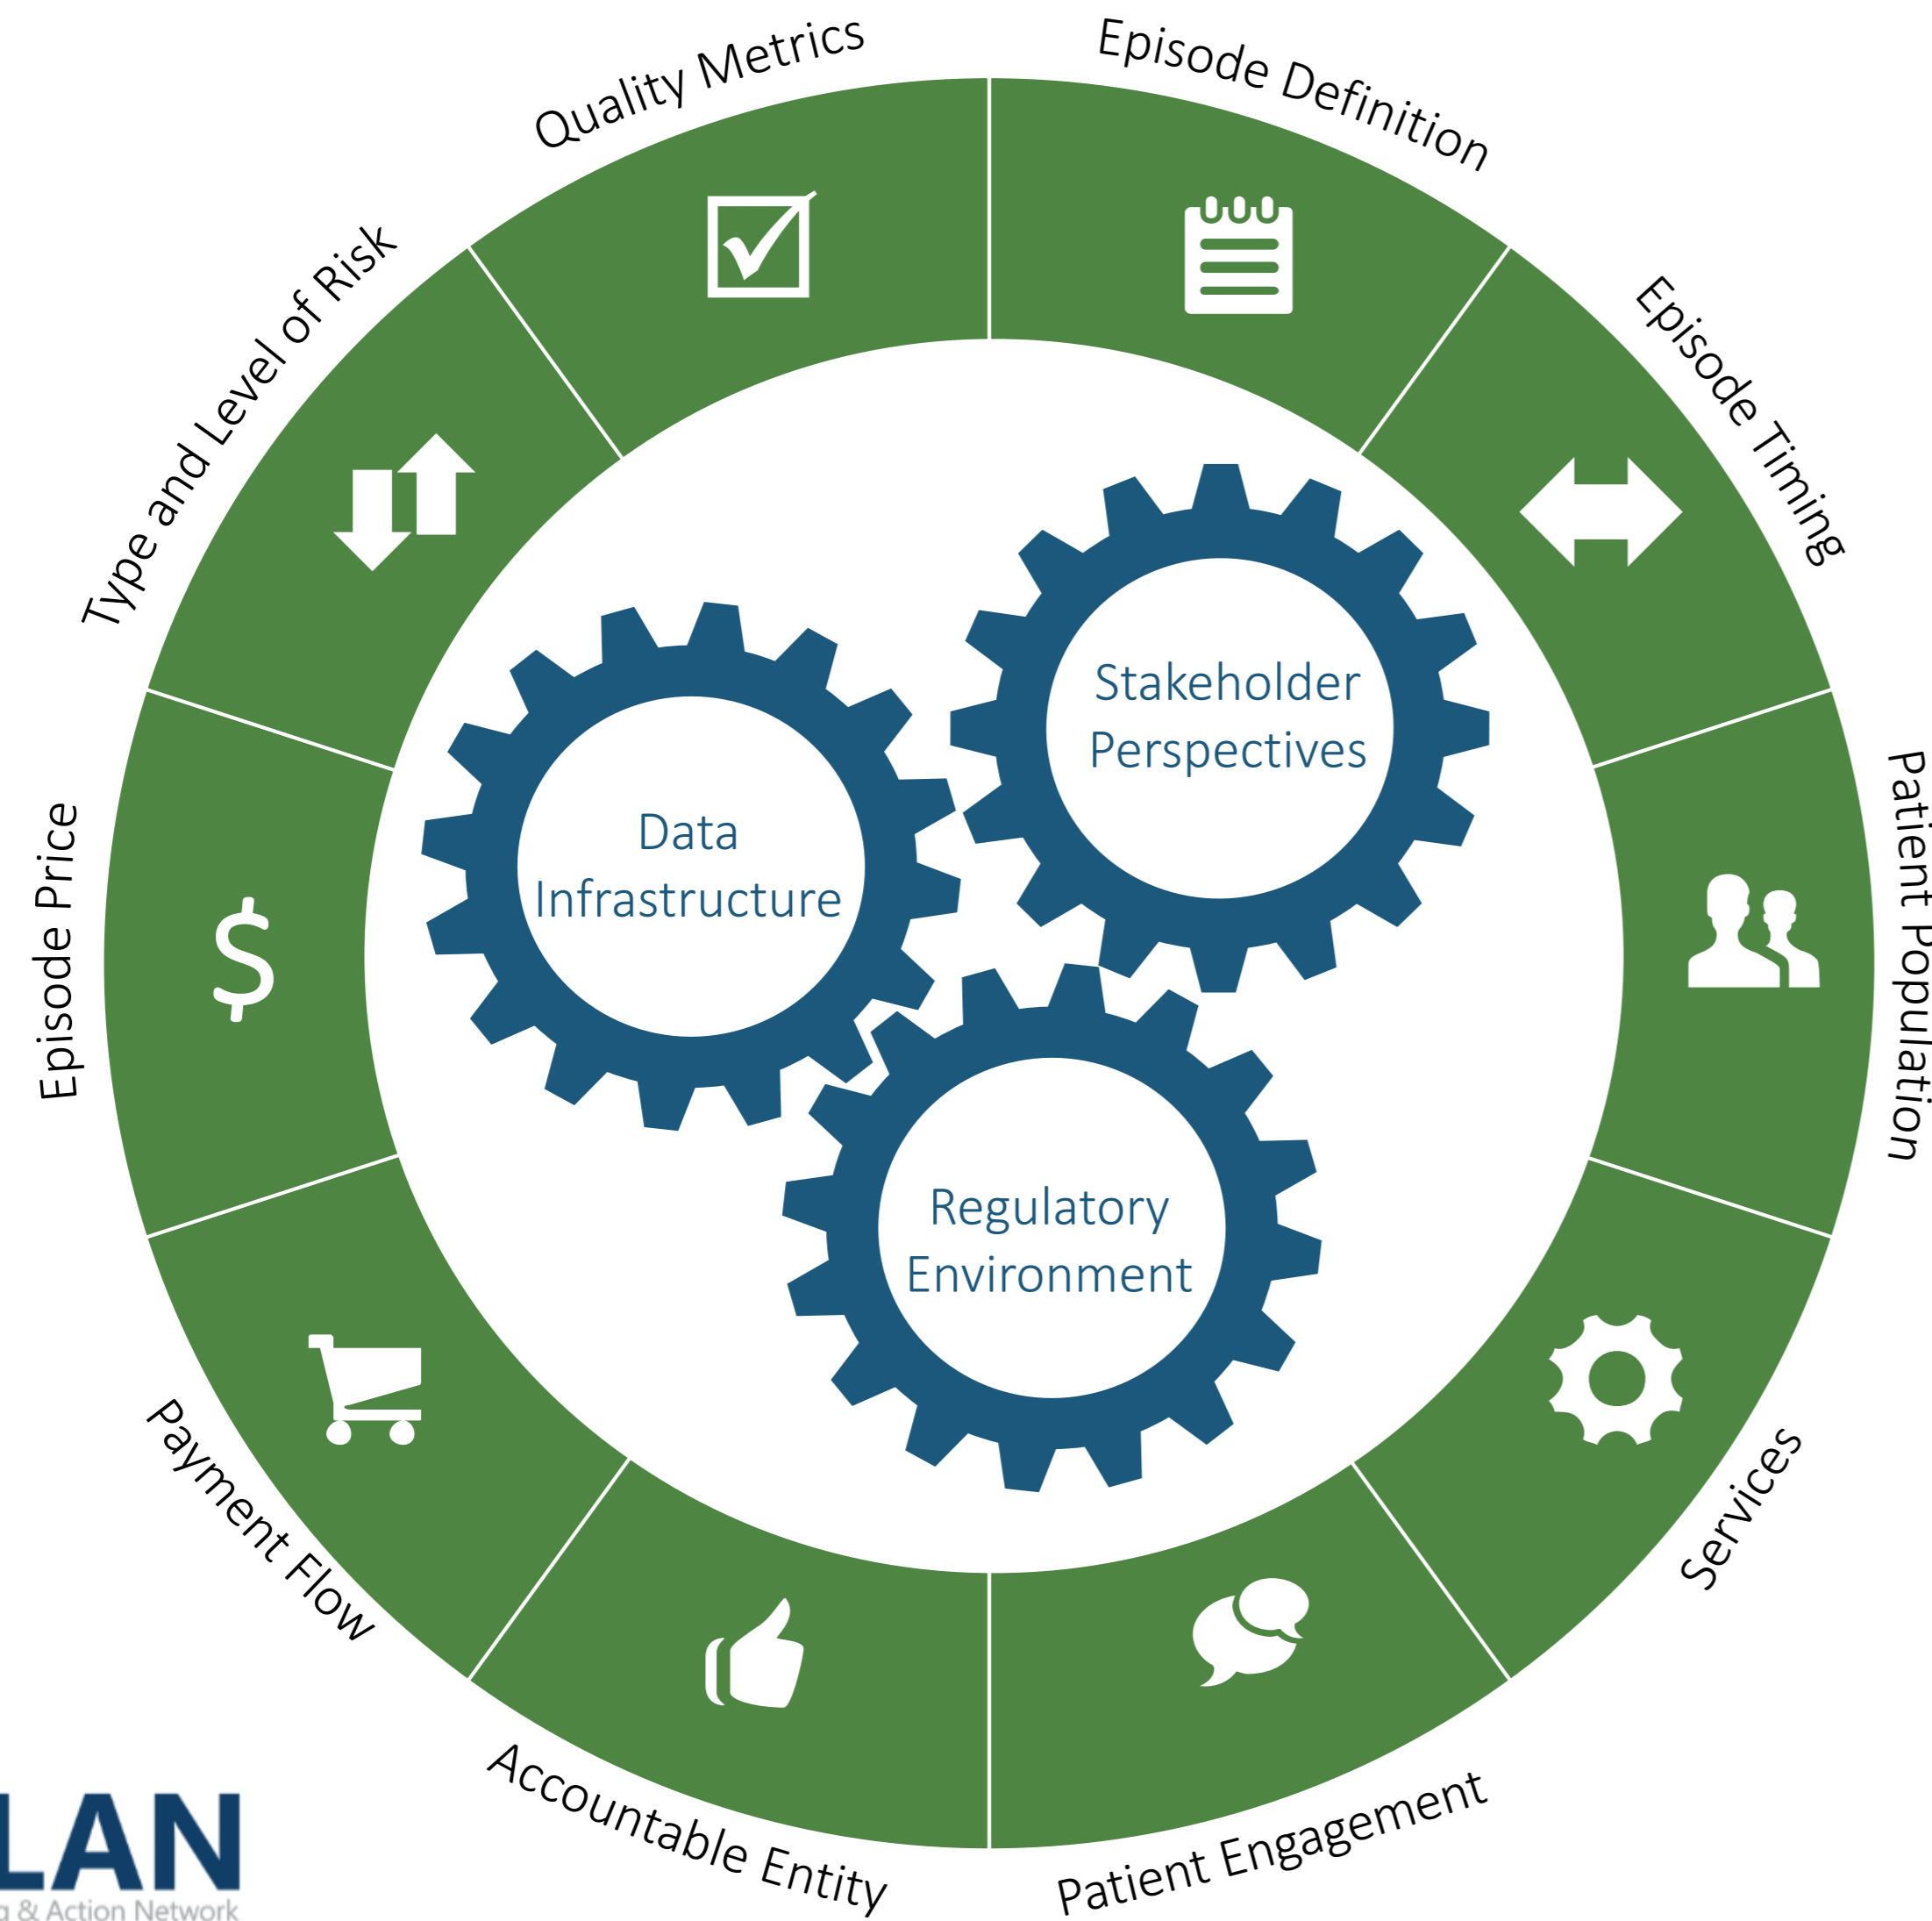 Quality Metrics
Episode Definition
Episode Timing
Patient Population
Services
Patient Engagement
Accountable Entity
Payment Flow
Episode Price
Type and Level of Risk
Stakeholder
Perspectives
Data
Infrastructure
Regulatory
Environment
LAN
& Action Network